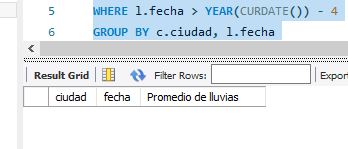 5 WHERE l.fecha > YEAR(CURDATE()) - 4
6 GROUP BY c.ciudad, l.fecha
Result Grid Filter Rows: Export
ciudad fecha Promedio de lluvias